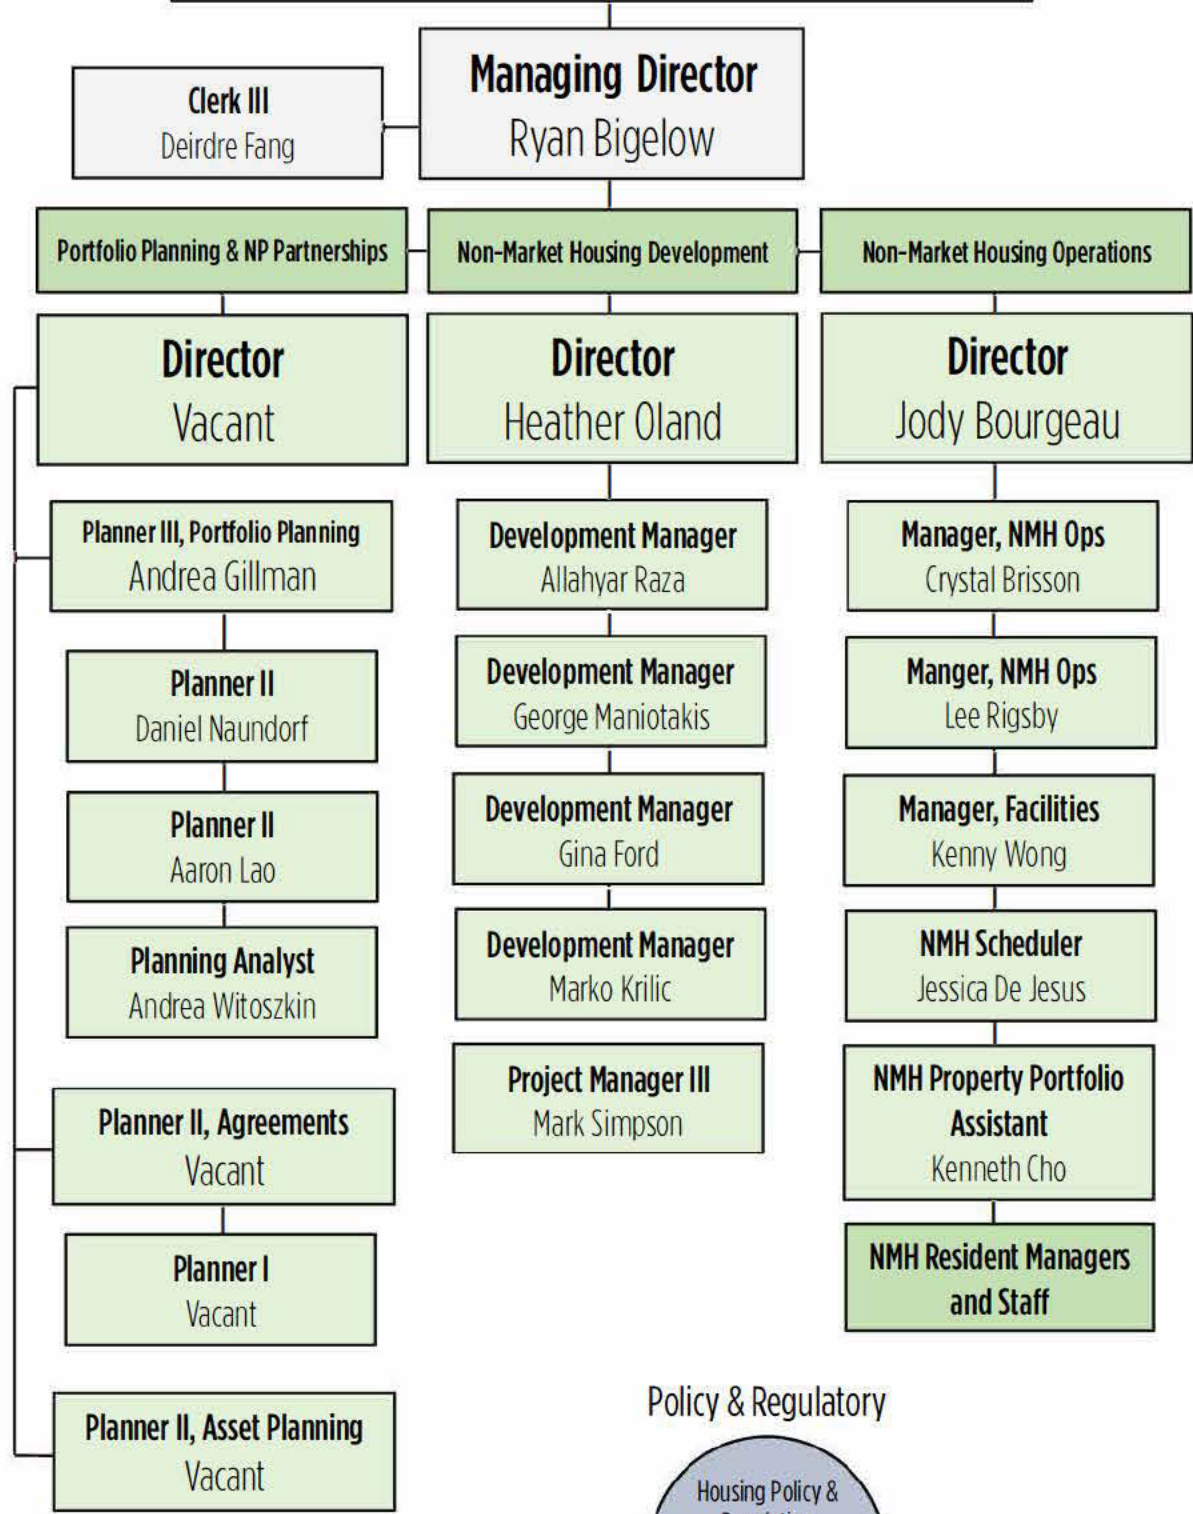 Managing Director
Ryan Bigelow
Clerk III
Deirdre Fang
Portfolio Planning & NP Partnerships
Non-Market Housing Development
Non-Market Housing Operations
Director
Vacant
Planner III, Portfolio Planning
Andrea Gillman
Planner II
Daniel Naundorf
Planner II
Aaron Lao
Planning Analyst
Andrea Witoszkin
Planner II, Agreements
Vacant
Planner I
Vacant
Planner II, Asset Planning
Vacant
Director
Heather Oland
Development Manager
Allahyar Raza
Development Manager
George Maniotakis
Development Manager
Gina Ford
Development Manager
Marko Krilic
Project Manager III
Mark Simpson
Director
Jody Bourgeau
Manager, NMH Ops
Crystal Brisson
Manger, NMH Ops
Lee Rigsby
Manager, Facilities
Kenny Wong
NMH Scheduler
Jessica De Jesus
NMH Property Portfolio
Assistant
Kenneth Cho
NMH Resident Managers
and Staff
Policy & Regulatory
Housing Policy &